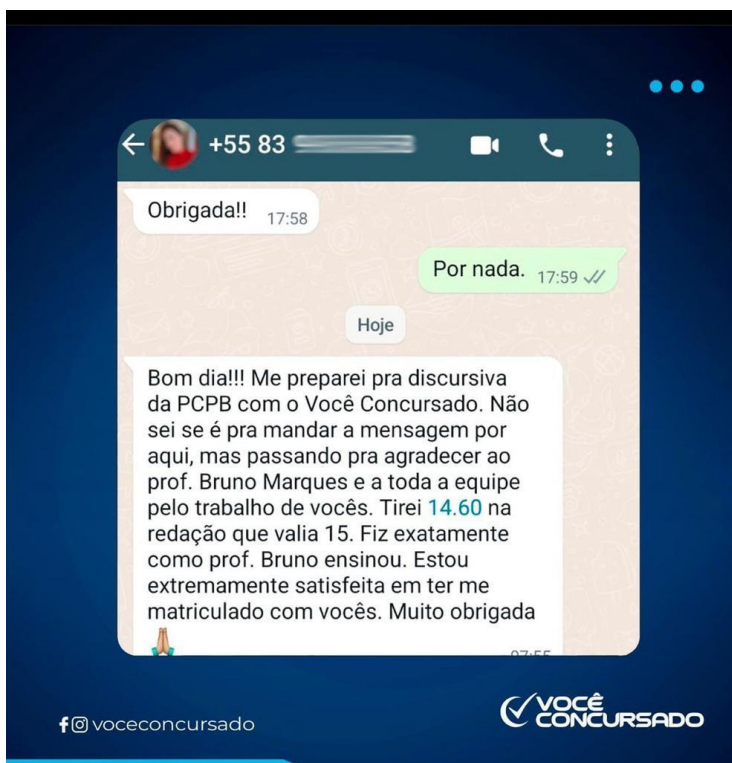 +55 83
Obrigada!! 17:58
Por nada. 17:59
Hoje
Bom dia!!! Me preparei pra discursiva
da PCPB com o Você Concursado. Não
sei se é pra mandar a mensagem por
aqui, mas passando pra agradecer ao
prof. Bruno Marques e a toda a equipe
pelo trabalho de vocês. Tirei 14.60 na
redação que valia 15. Fiz exatamente
como prof. Bruno ensinou. Estou
extremamente satisfeita em ter me
matriculado com vocês. Muito obrigada
voceconcursado
VOCÊ
CONCURSADO